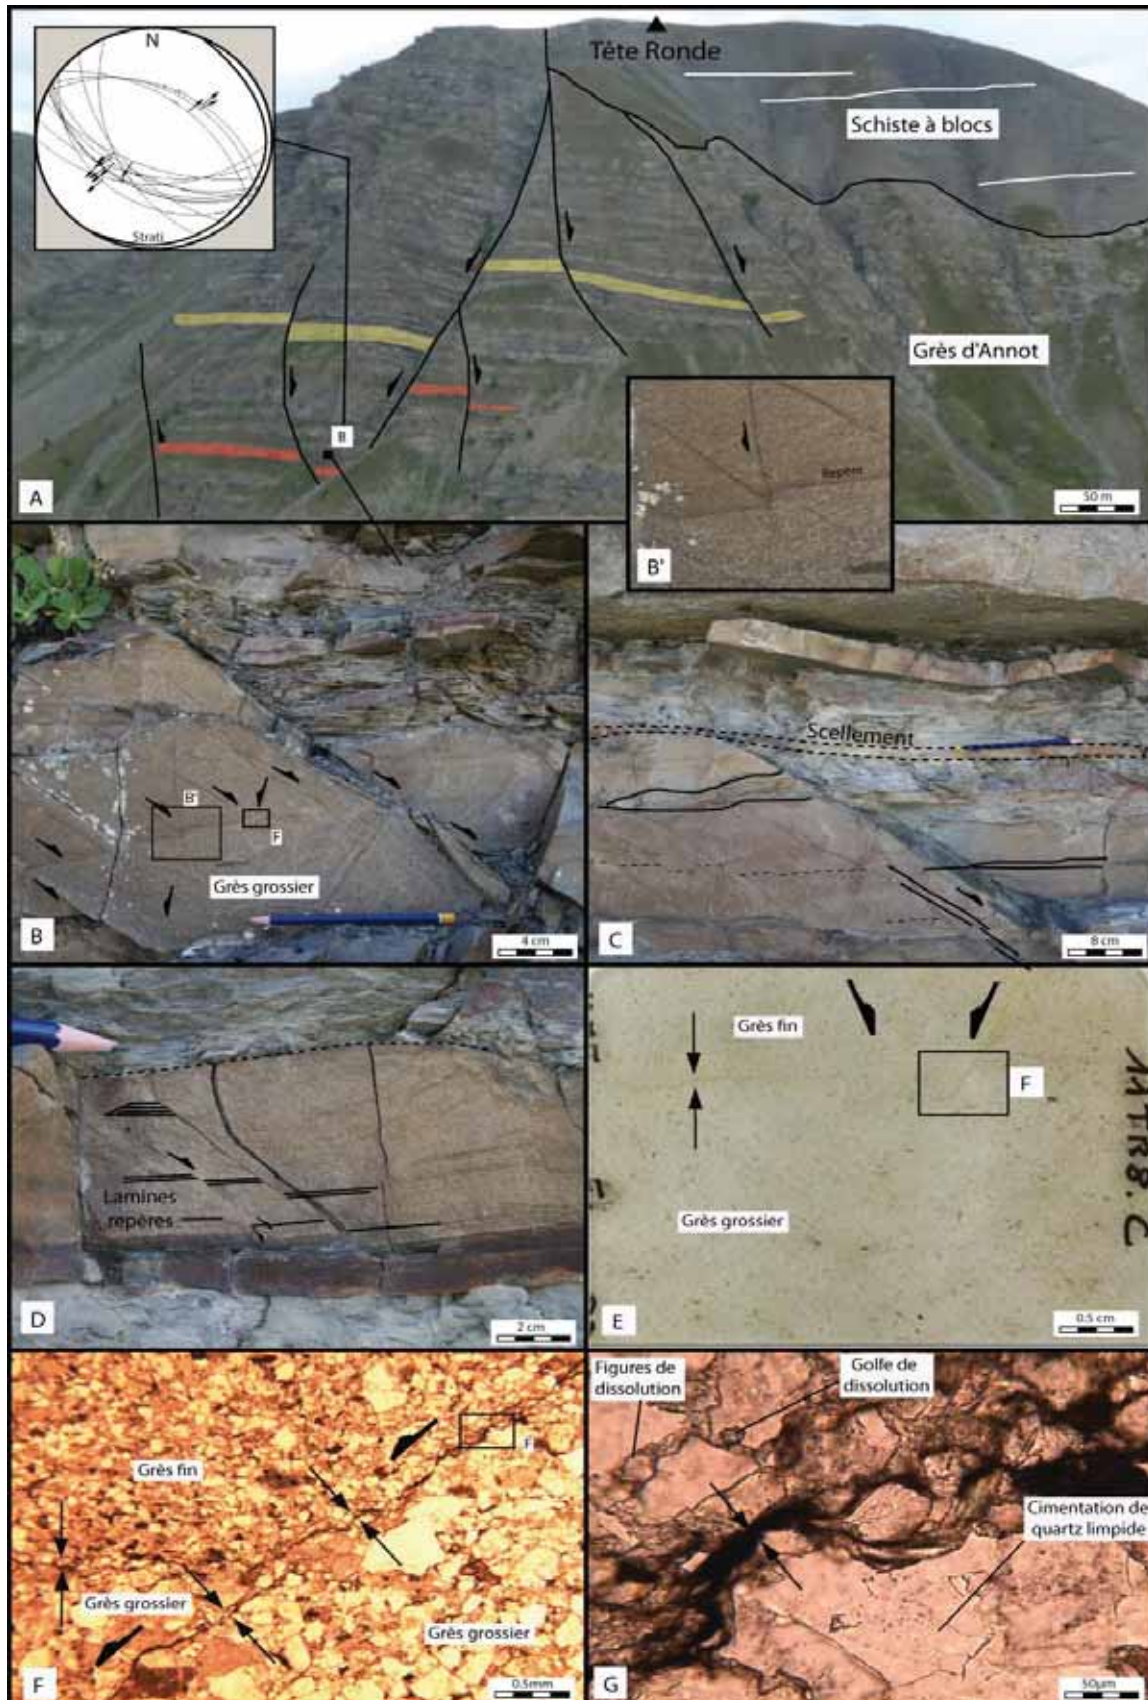 N
Strati
Tête Ronde
Schiste à blocs
Grès d'Annot
B
Repère
A
50 m
B'
B'
F
Grès grossier
B
4 cm
Scellement
C
8 cm
Lamines
repères
D
2 cm
Grès fin
F
Grès grossier
11TR8.2
E
0.5 cm
Grès fin
F
Grès grossier
Grès grossier
F
0.5mm
Figures de
dissolution
Golfe de
dissolution
Cimentation de
quartz limpide
G
50µm